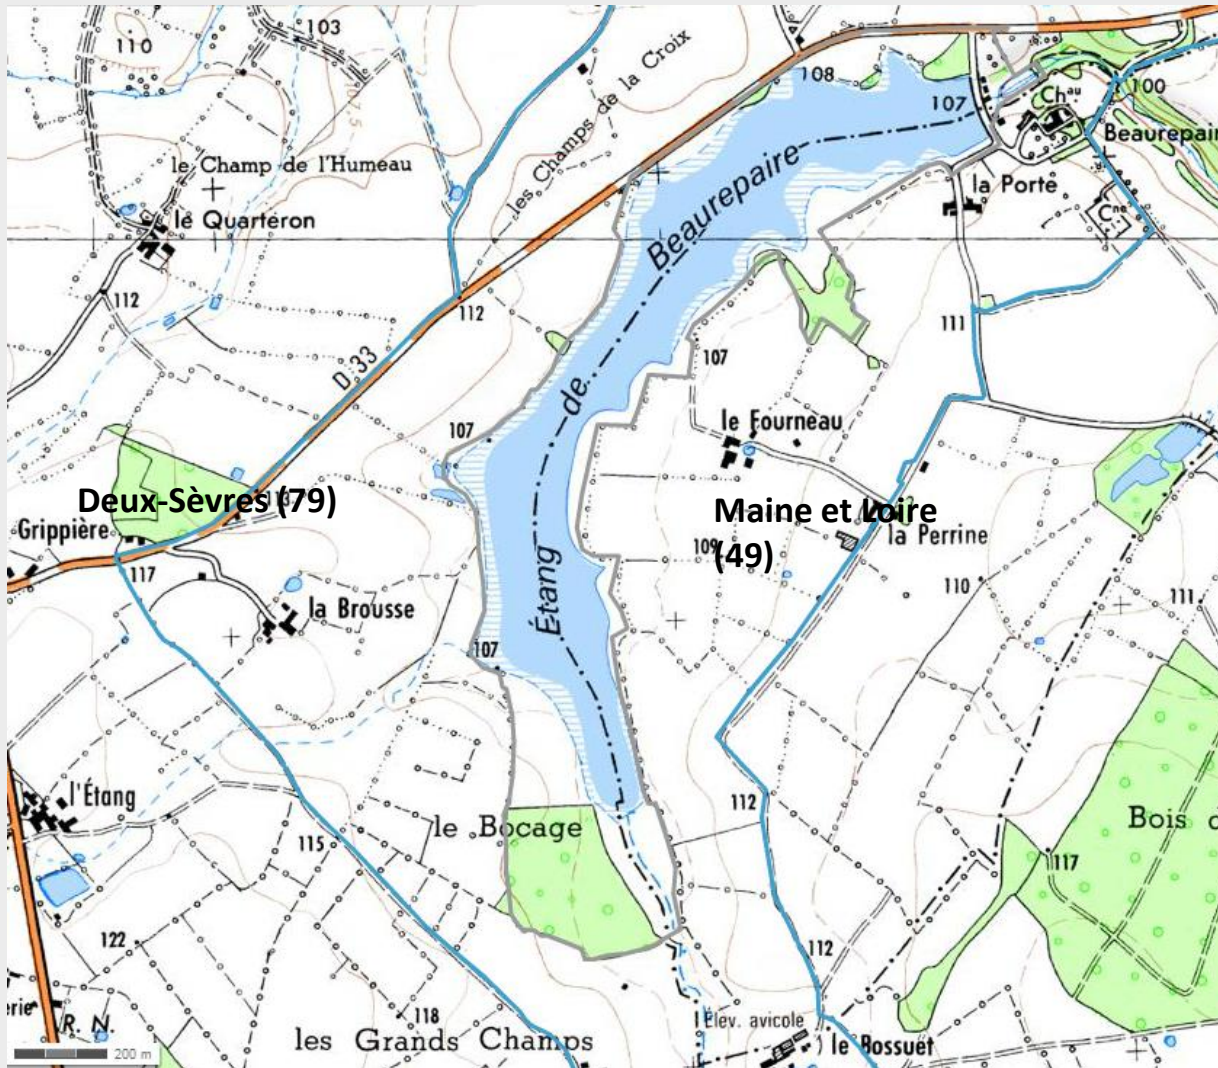 110
103
les Champs de la Croix
108
107
Chau
100
Beaurepair
le Champ de l'Humeau
le Quarteron
la Porte
Cne
112
112
111
D 33
Étang de Beaurepaire
107
107
le Fourneau
Deux-Sèvres (79)
113
Grippière
Maine et Loire
(49)
la Perrine
109
117
110
111
la Brousse
107
l'Étang
112
le Bocage
115
Bois
117
122
112
118
erie
R. N.
les Grands Champs
Élev. avicole
le Bossuet
200 m